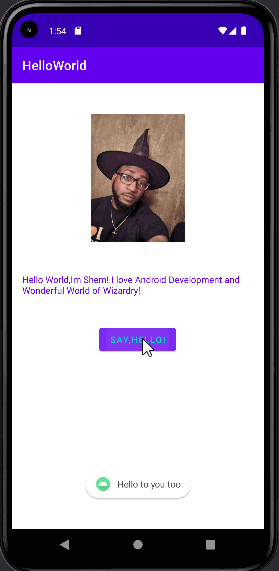 1:54
HelloWorld
Hello World,Im Shem! I love Android Development and
Wonderful World of Wizardry!
SAY,HELLO!
Hello to you too